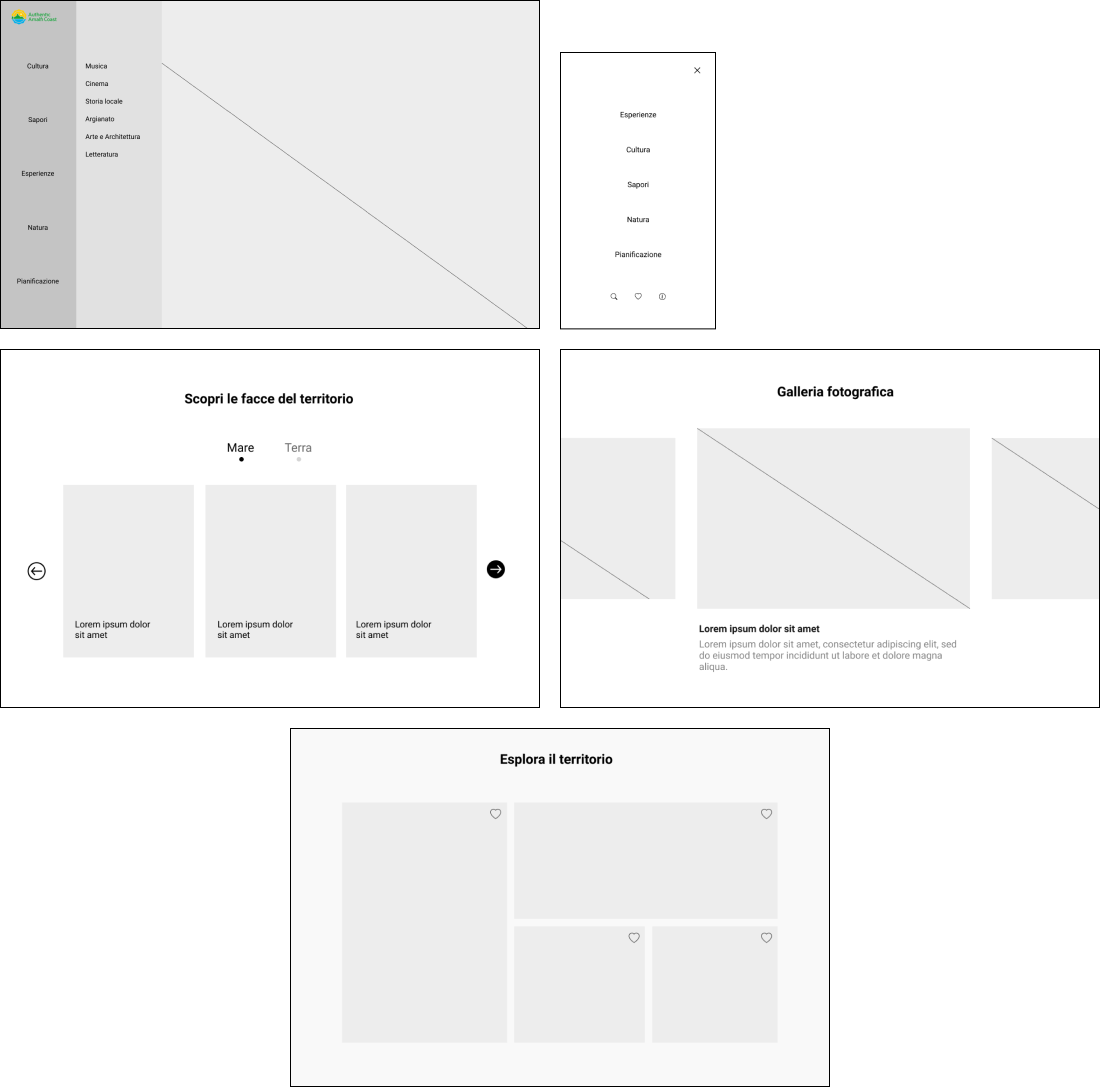 Authentic
Amalfi Coast
Cultura
Sapori
Esperienze
Natura
Pianificazione
Musica
Cinema
Storia locale
Argianato
Arte e Architettura
Letteratura
Esperienze
Cultura
Sapori
Natura
Pianificazione
Scopri le facce del territorio
Mare
Terra
Lorem ipsum dolor
sit amet
Lorem ipsum dolor
sit amet
Lorem ipsum dolor
sit amet
Galleria fotografica
Lorem ipsum dolor sit amet
Lorem ipsum dolor sit amet, consectetur adipiscing elit, sed
do eiusmod tempor incididunt ut labore et dolore magna
aliqua.
Esplora il territorio